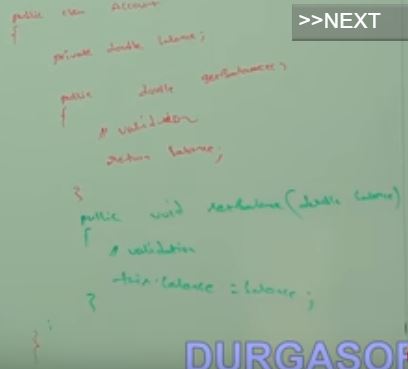 >>NEXT
public class Account
{
private double balance;
public double getBalance()
{
// validation
return balance;
}
public void setBalance(double balance)
{
// validation
this.balance = balance;
}
}
DURGASOF